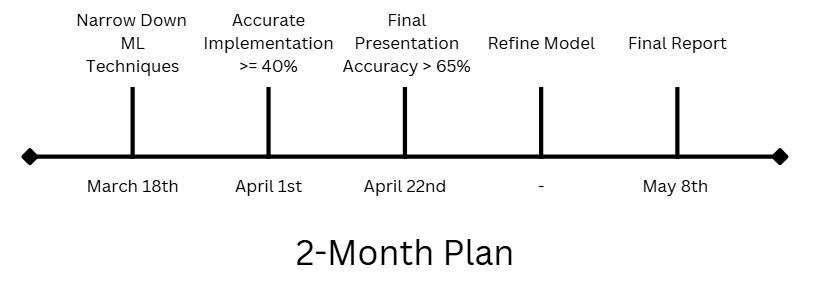 Narrow Down
ML
Techniques
Accurate
Implementation
>= 40%
Final
Presentation
Accuracy > 65%
Refine Model
Final Report
March 18th
April 1st
April 22nd
-
May 8th
2-Month Plan